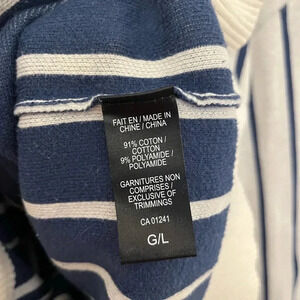 FAIT EN / MADE IN
CHINE / CHINA
91% COTON /
COTTON
9% POLYAMIDE /
POLYAMIDE
GARNITURES NON
COMPRISES /
EXCLUSIVE OF
TRIMMINGS
CA 01241
G/L